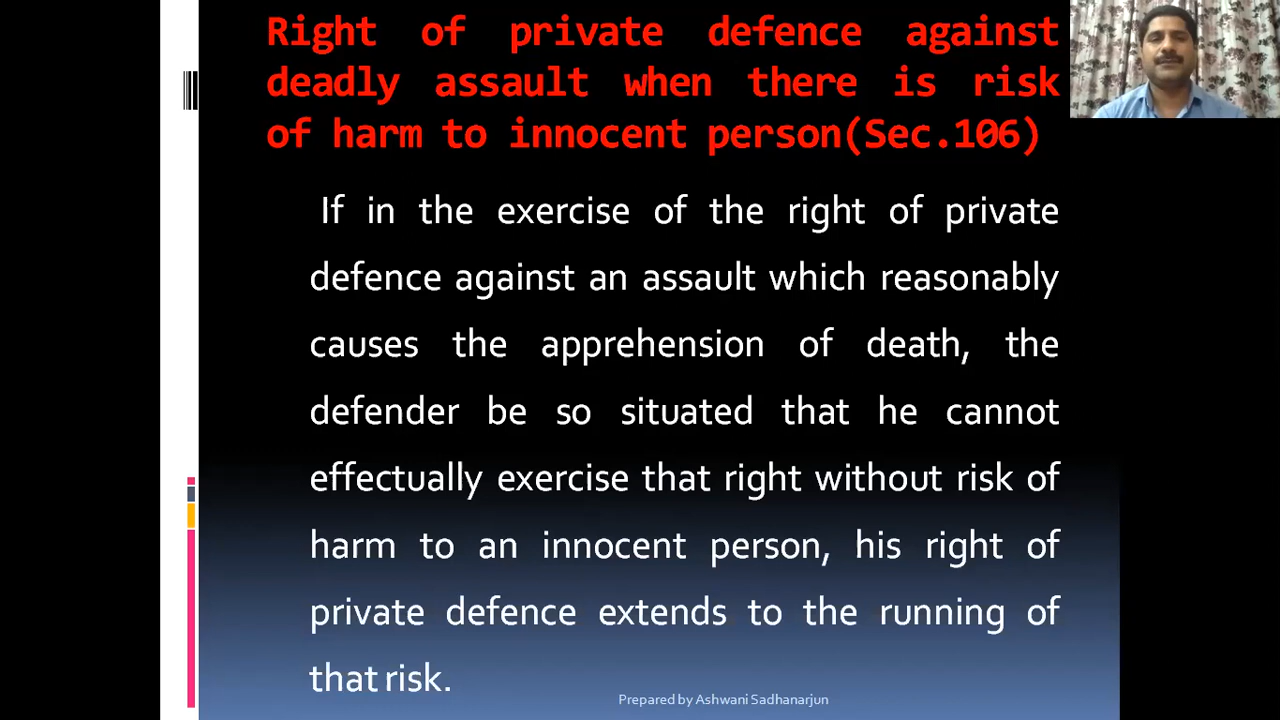 Right of private defence against
deadly assault when there is risk
of harm to innocent person(Sec.106)
If in the exercise of the right of private
defence against an assault which reasonably
causes the apprehension of death, the
defender be so situated that he cannot
effectually exercise that right without risk of
harm to an innocent person, his right of
private defence extends to the running of
that risk.
Prepared by Ashwani Sadhanarjun